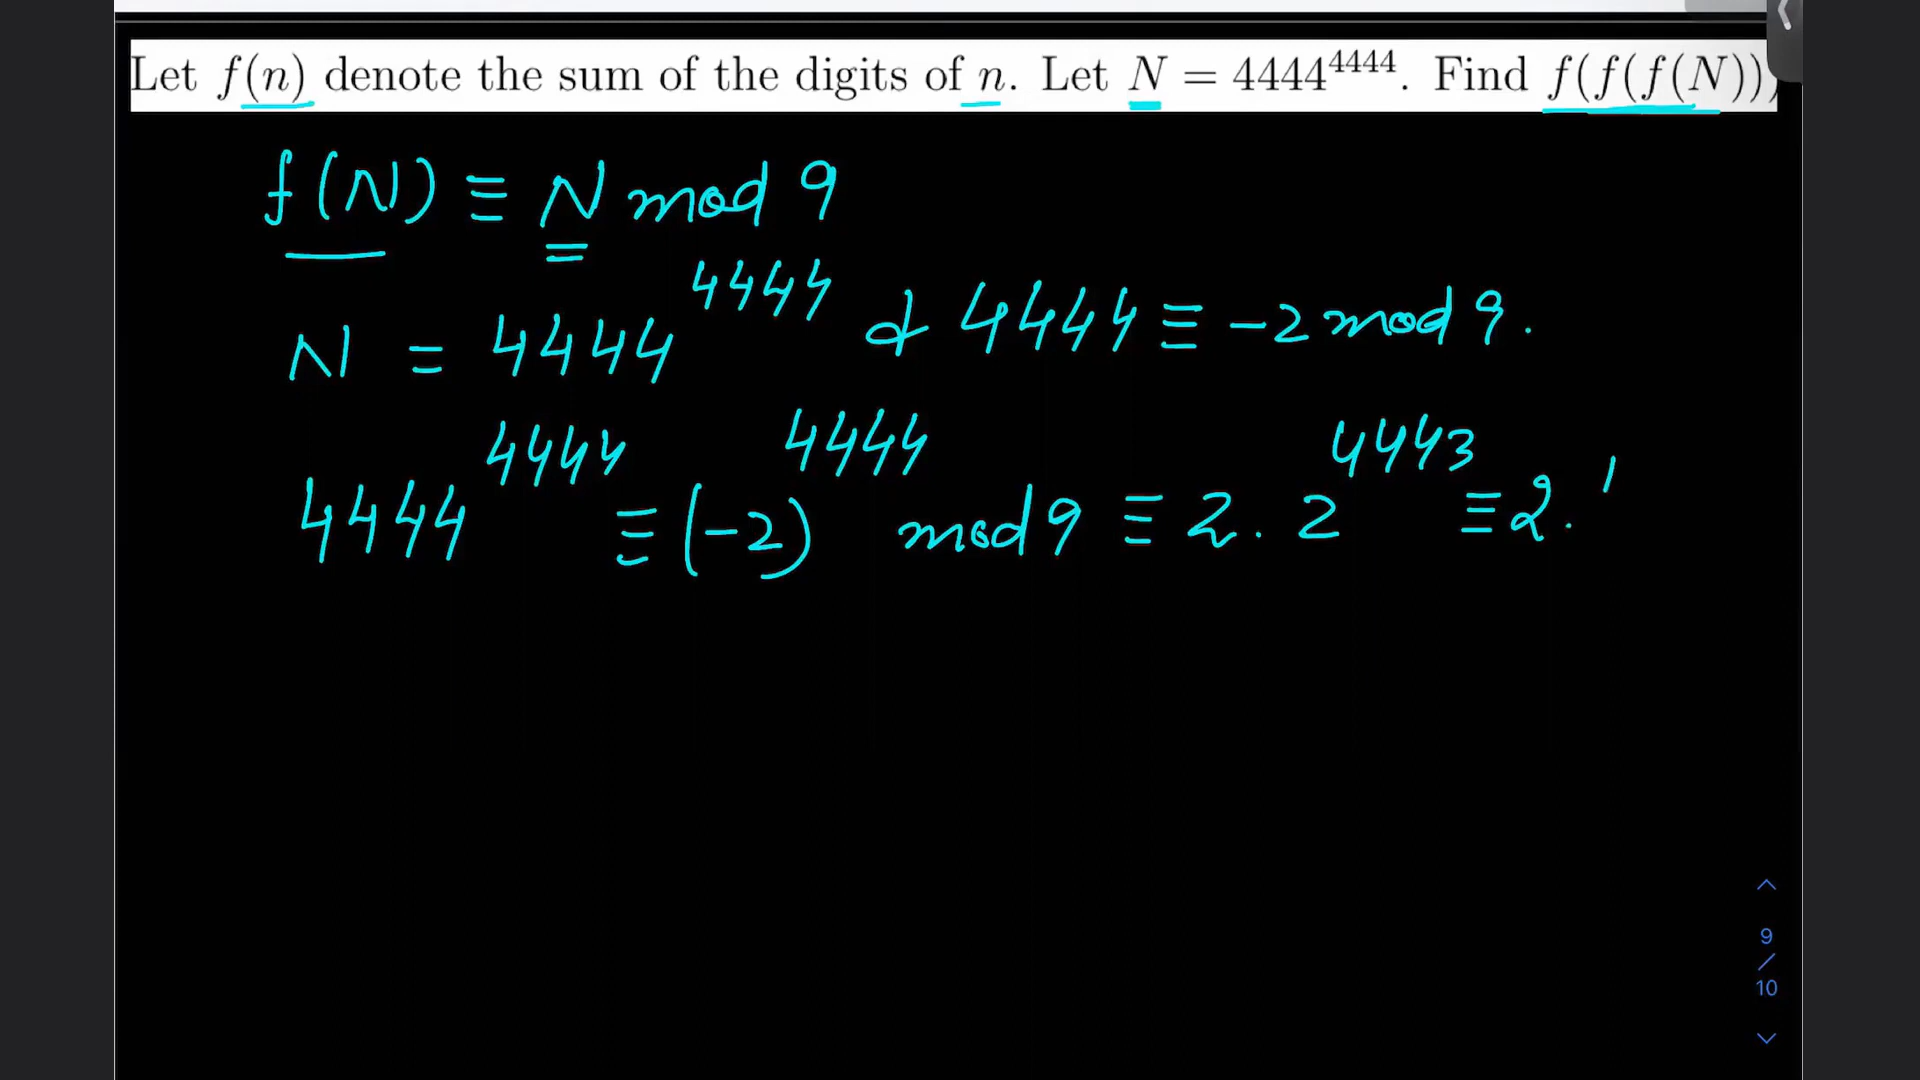 Let f(n) denote the sum of the digits of n. Let N = 4444^4444. Find f(f(f(N))),
f(N) ≡ N mod 9
N = 4444^4444 & 4444 ≡ -2 mod 9.
4444^4444 ≡ (-2)^4444 mod 9 ≡ 2. 2^4443 ≡ 2.
9
/
10